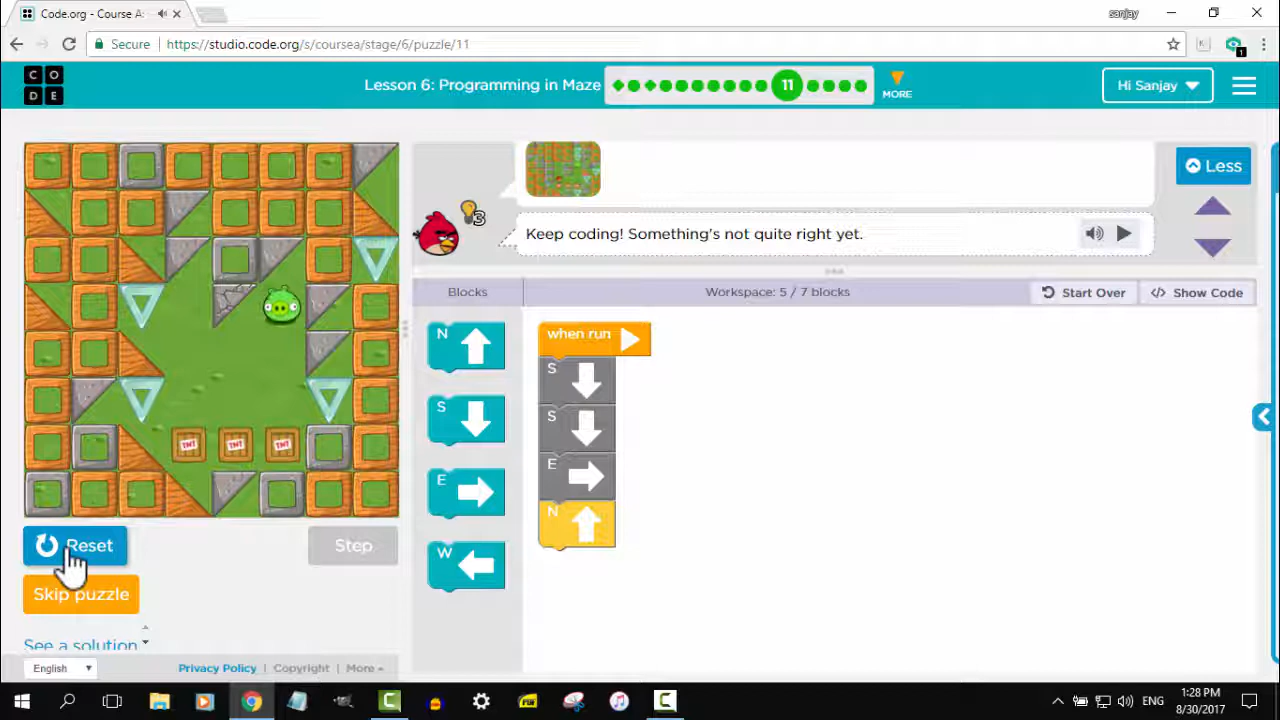 Code.org - Course A:
sanjay
Secure https://studio.code.org/s/coursea/stage/6/puzzle/11
C O
D E
Lesson 6: Programming in Maze
11
MORE
Hi Sanjay
Less
3
Keep coding! Something's not quite right yet.
Blocks
Workspace: 5 / 7 blocks
Start Over
</> Show Code
N
S
E
W
when run
S
S
E
N
TNT TNT TNT
Reset
Step
Skip puzzle
See a solution
English
Privacy Policy | Copyright | More
1
ENG
1:28 PM
8/30/2017